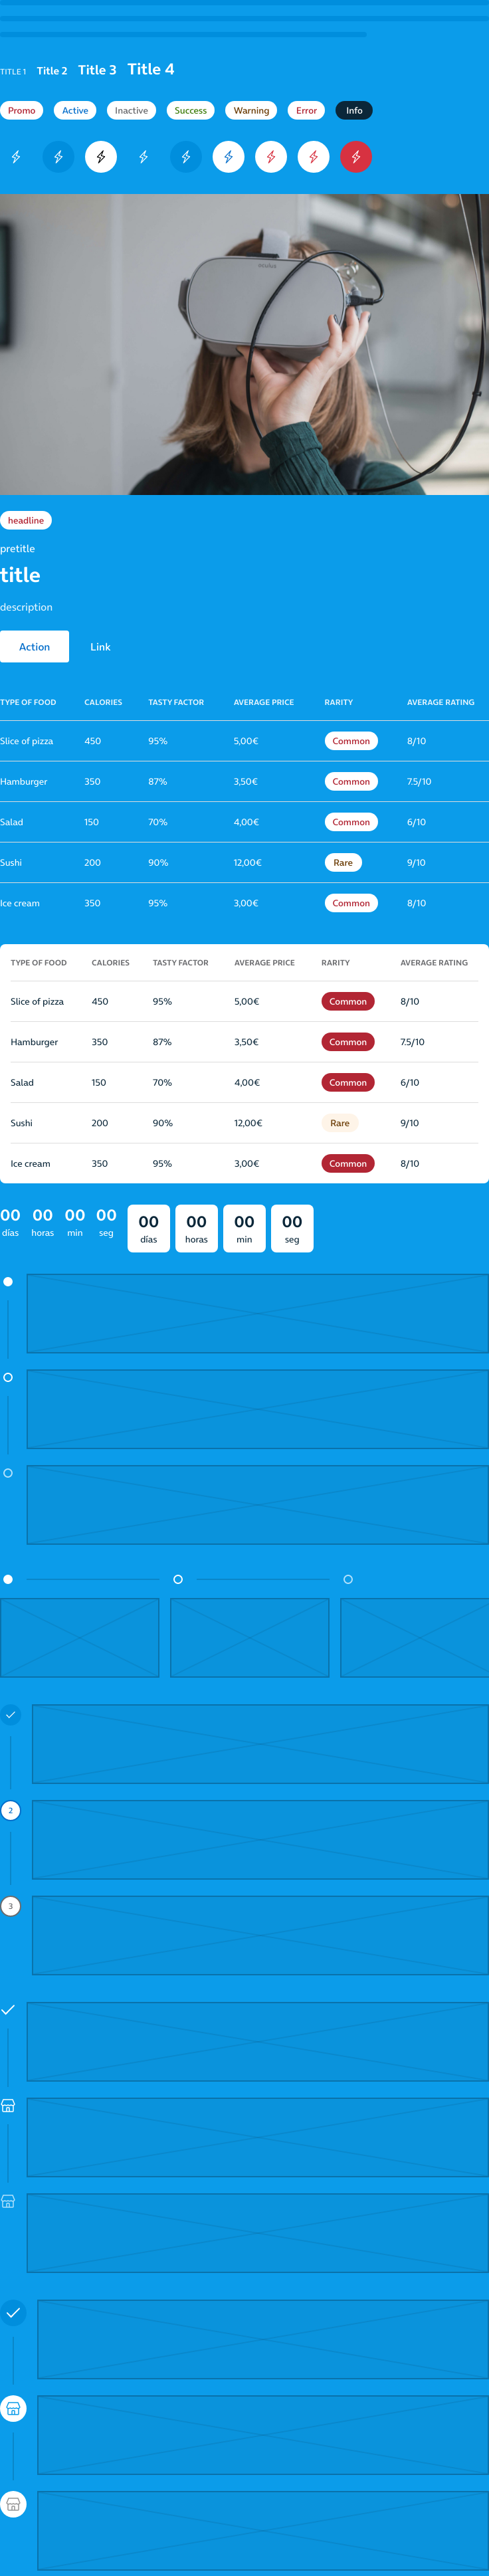 TITLE 1 Title 2 Title 3 Title 4
Promo Active Inactive Success Warning Error Info
oculus
headline
pretitle
title
description
Action Link
TYPE OF FOOD CALORIES TASTY FACTOR AVERAGE PRICE RARITY AVERAGE RATING
Slice of pizza 450 95% 5,00€ Common 8/10
Hamburger 350 87% 3,50€ Common 7.5/10
Salad 150 70% 4,00€ Common 6/10
Sushi 200 90% 12,00€ Rare 9/10
Ice cream 350 95% 3,00€ Common 8/10
TYPE OF FOOD CALORIES TASTY FACTOR AVERAGE PRICE RARITY AVERAGE RATING
Slice of pizza 450 95% 5,00€ Common 8/10
Hamburger 350 87% 3,50€ Common 7.5/10
Salad 150 70% 4,00€ Common 6/10
Sushi 200 90% 12,00€ Rare 9/10
Ice cream 350 95% 3,00€ Common 8/10
00 00 00 00 00 00 00 00
días horas min seg días horas min seg
2
3